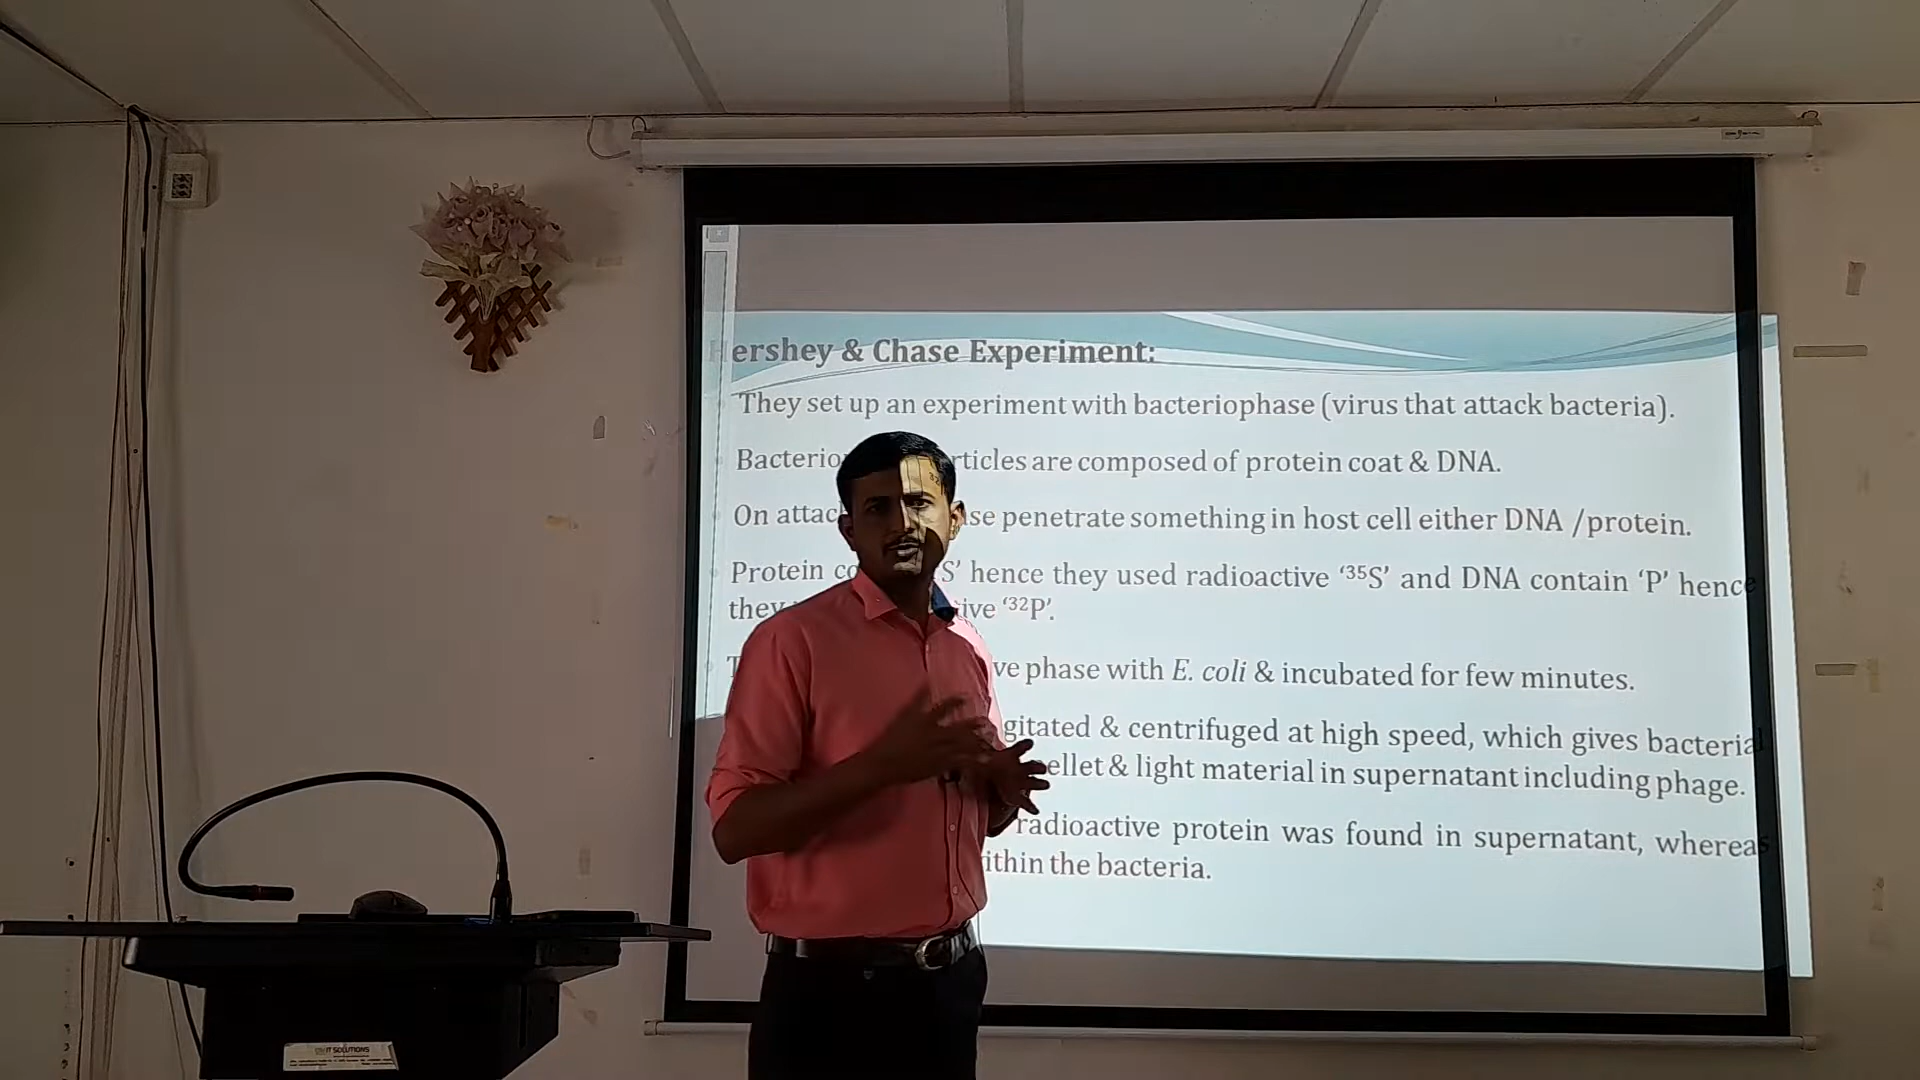 Hershey & Chase Experiment:
They set up an experiment with bacteriophase (virus that attack bacteria).
Bacterio rticles are composed of protein coat & DNA.
On attac se penetrate something in host cell either DNA /protein.
Protein co S’ hence they used radioactive ‘³⁵S’ and DNA contain ‘P’ hence
they ive ‘³²P’.
T ve phase with E. coli & incubated for few minutes.
gitated & centrifuged at high speed, which gives bacterial
ellet & light material in supernatant including phage.
radioactive protein was found in supernatant, whereas
ithin the bacteria.
IT SOLUTIONS